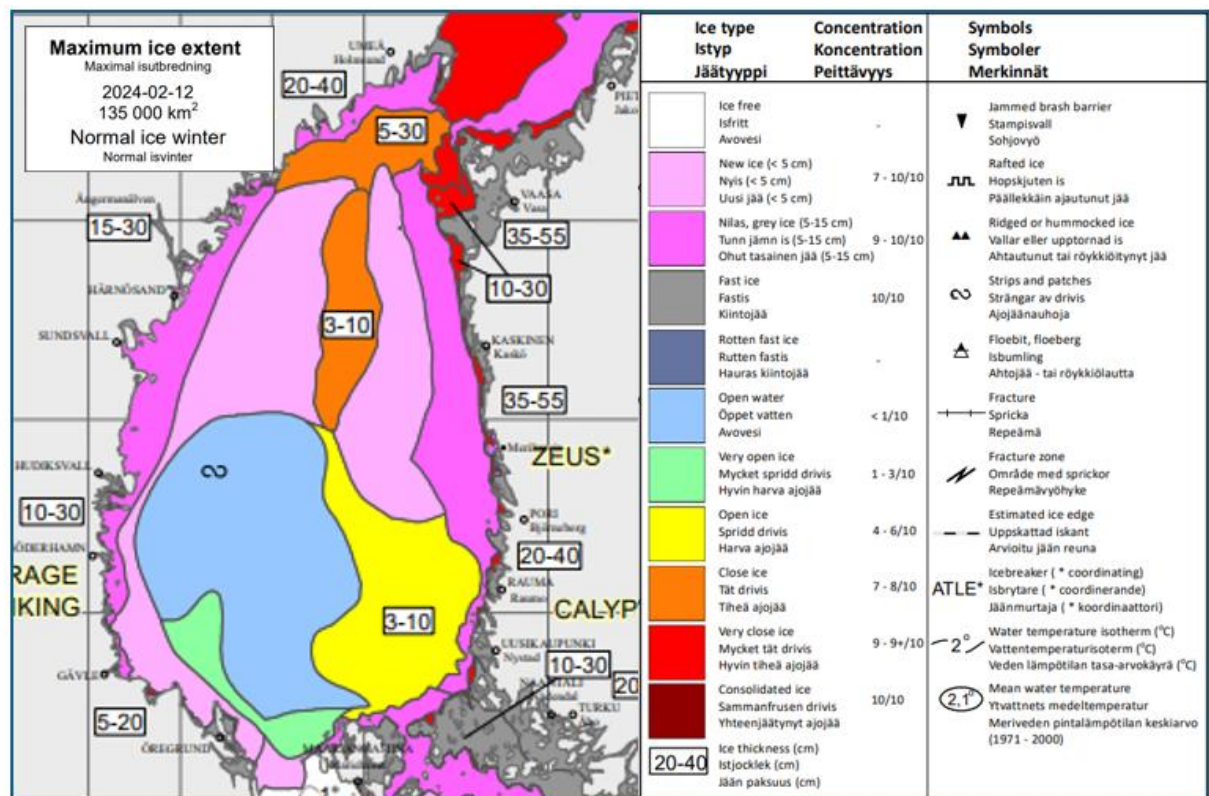 Maximum ice extent
Maximal isutbredning
2024-02-12
135 000 km²
Normal ice winter
Normal isvinter
UMEÅ
Holmsund
20-40
5-30
PIET
Jako
Ångermanälven
15-30
VAASA
Vasa
35-55
10-30
HÄRNÖSAND
SUNDSVALL
3-10
KASKINEN
Kaskö
35-55
ZEUS*
HUDIKSVALL
10-30
PORI
Björneborg
SÖDERHAMN
20-40
RAGE
IKING
RAUMA
Raumo
CALYP
3-10
UUSIKAUPUNKI
Nystad
10-30
NAANTALI
20
GÄVLE
5-20
TURKU
ÖREGRUND
1°
Ice type Concentration Symbols
Istyp Koncentration Symboler
Jäätyyppi Peittävyys Merkinnät
Ice free
Isfritt
Avovesi
-
New ice (< 5 cm)
Nyis (< 5 cm)
Uusi jää (< 5 cm)
7 - 10/10
Nilas, grey ice (5-15 cm)
Tunn jämn is (5-15 cm)
Ohut tasainen jää (5-15 cm)
9 - 10/10
Fast ice
Fastis
Kiintojää
10/10
Rotten fast ice
Rutten fastis
Hauras kiintojää
-
Open water
Öppet vatten
Avovesi
< 1/10
Very open ice
Mycket spridd drivis
Hyvin harva ajojää
1 - 3/10
Open ice
Spridd drivis
Harva ajojää
4 - 6/10
Close ice
Tät drivis
Tiheä ajojää
7 - 8/10
Very close ice
Mycket tät drivis
Hyvin tiheä ajojää
9 - 9+/10
Consolidated ice
Sammanfrusen drivis
Yhteenjäätynyt ajojää
10/10
20-40
Ice thickness (cm)
Istjocklek (cm)
Jään paksuus (cm)
Jammed brash barrier
Stampisvall
Sohjovyö
Rafted ice
Hopskjuten is
Päällekkäin ajautunut jää
Ridged or hummocked ice
Vallar eller upptornad is
Ahtautunut tai röykkiöitynyt jää
Strips and patches
Strängar av drivis
Ajojäänauhoja
Floebit, floeberg
Isbumling
Ahtojää - tai röykkiölautta
Fracture
Spricka
Repeämä
Fracture zone
Område med sprickor
Repeämävyöhyke
Estimated ice edge
Uppskattad iskant
Arvioitu jään reuna
ATLE*
Icebreaker ( * coordinating)
Isbrytare ( * coordinerande)
Jäänmurtaja ( * koordinaattori)
2°
Water temperature isotherm (°C)
Vattentemperaturisoterm (°C)
Veden lämpötilan tasa-arvokäyrä (°C)
2,1°
Mean water temperature
Ytvattnets medeltemperatur
Meriveden pintalämpötilan keskiarvo
(1971 - 2000)